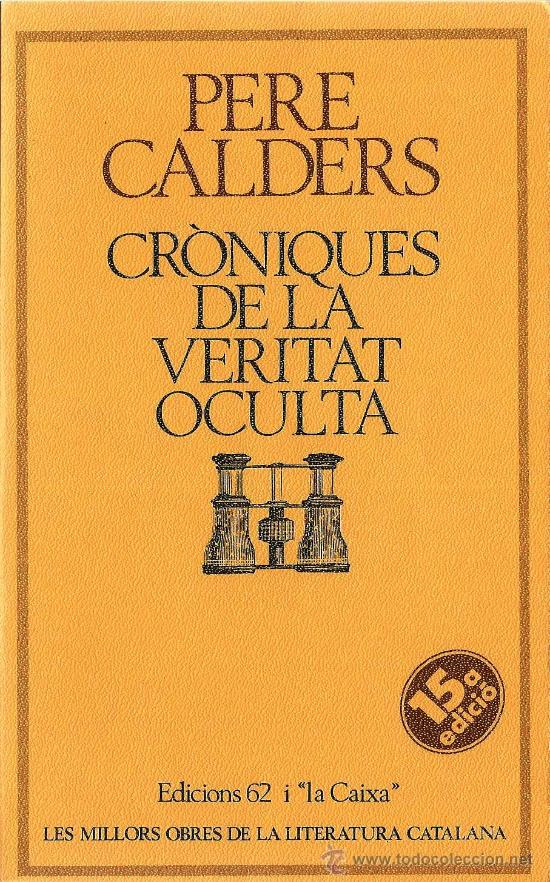 PERE
CALDERS
CRÒNIQUES
DE LA
VERITAT
OCULTA
15ª
edició
Edicions 62 i "la Caixa"
LES MILLORS OBRES DE LA LITERATURA CATALANA
www.todocoleccion.net